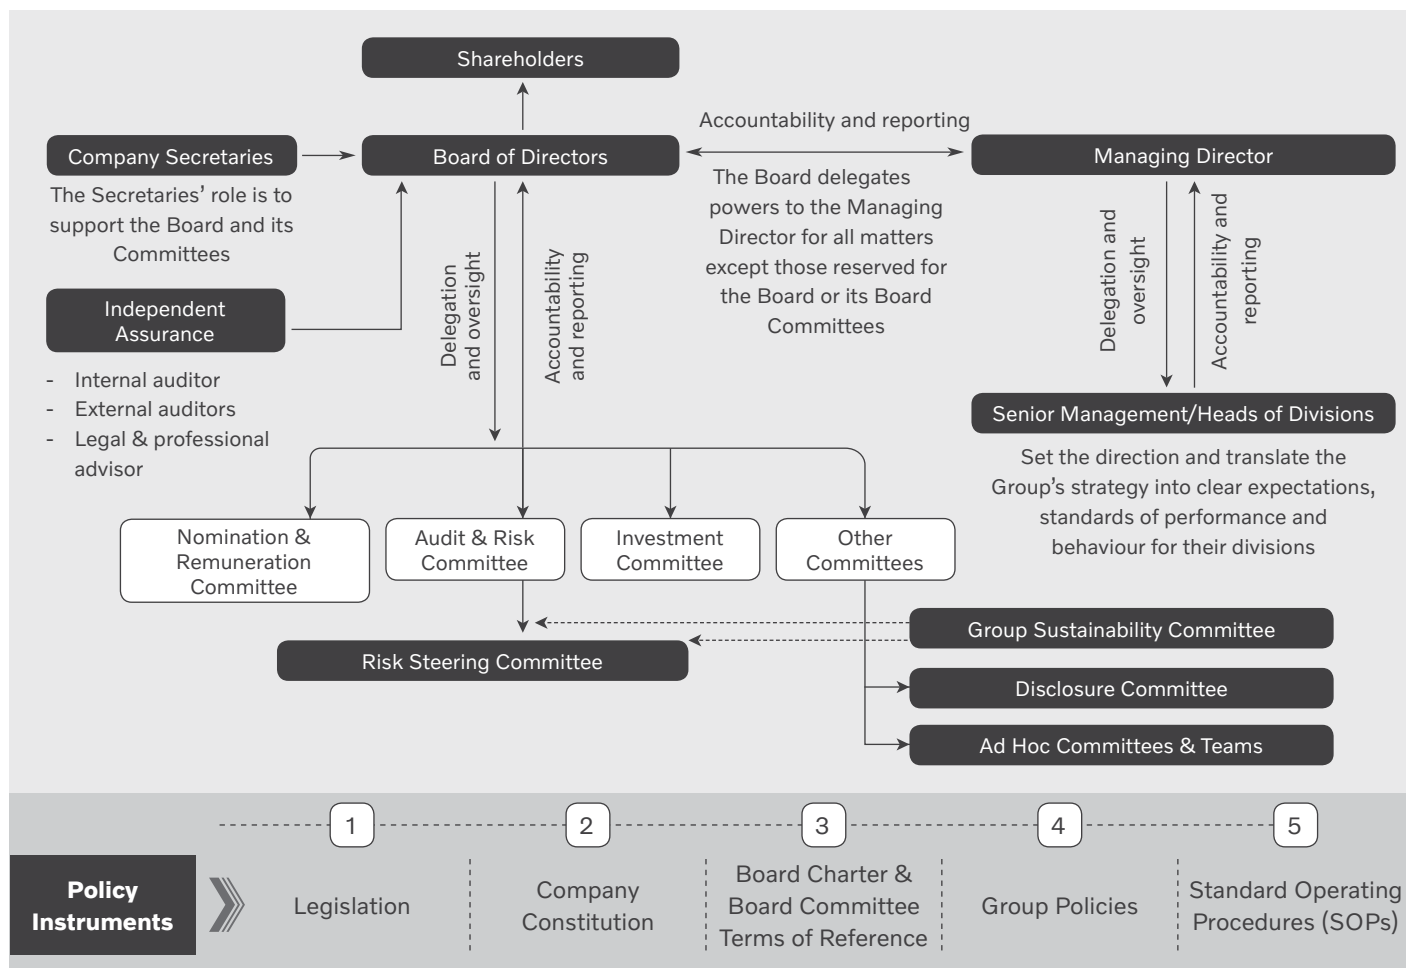 Shareholders
Company Secretaries
The Secretaries' role is to
support the Board and its
Committees
Board of Directors
Accountability and reporting
The Board delegates
powers to the Managing
Director for all matters
except those reserved for
the Board or its Board
Committees
Managing Director
Independent
Assurance
- Internal auditor
- External auditors
- Legal & professional
advisor
Delegation
and oversight
Accountability
and reporting
Delegation and
oversight
Accountability and
reporting
Senior Management/Heads of Divisions
Set the direction and translate the
Group's strategy into clear expectations,
standards of performance and
behaviour for their divisions
Nomination &
Remuneration
Committee
Audit & Risk
Committee
Investment
Committee
Other
Committees
Risk Steering Committee
Group Sustainability Committee
Disclosure Committee
Ad Hoc Committees & Teams
Policy
Instruments
1
Legislation
2
Company
Constitution
3
Board Charter &
Board Committee
Terms of Reference
4
Group Policies
5
Standard Operating
Procedures (SOPs)